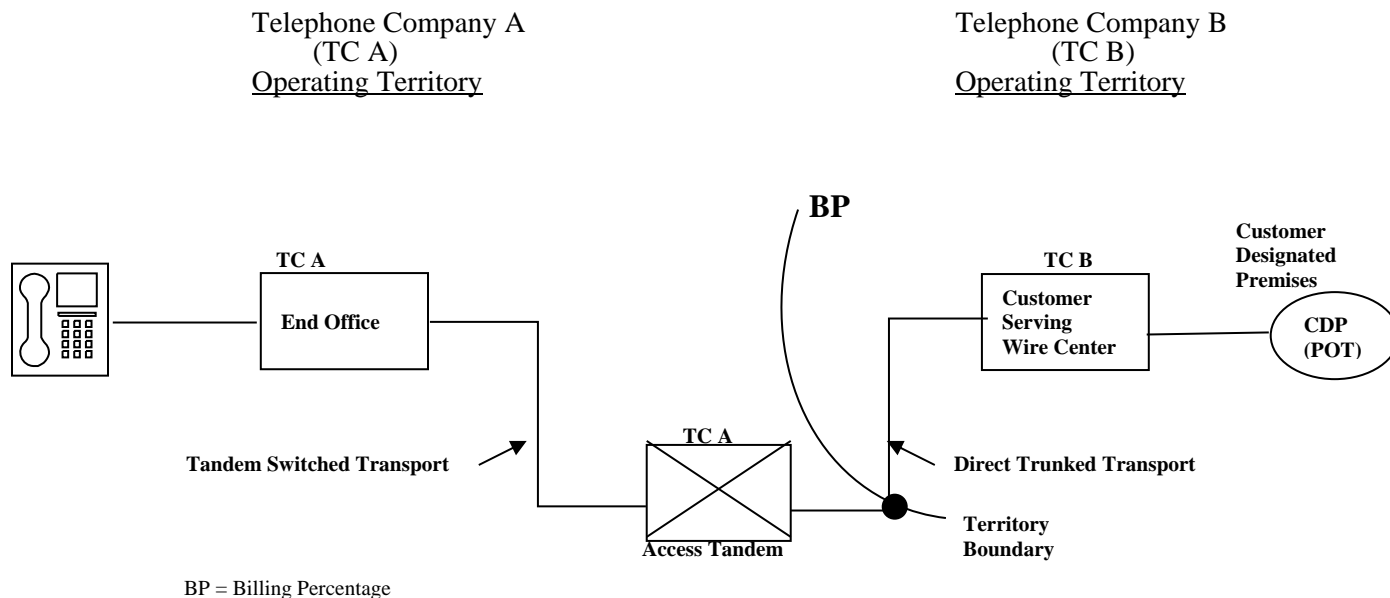 Telephone Company A
(TC A)
Operating Territory
Telephone Company B
(TC B)
Operating Territory
BP
TC A
End Office
TC B
Customer
Serving
Wire Center
Customer
Designated
Premises
CDP
(POT)
Tandem Switched Transport
TC A
Access Tandem
Direct Trunked Transport
Territory
Boundary
BP = Billing Percentage